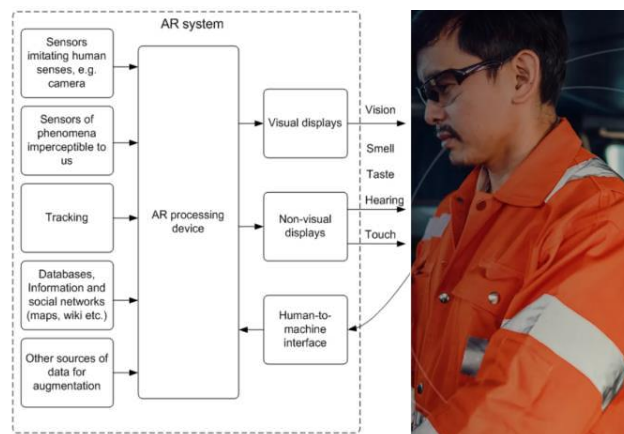 AR system
Sensors
imitating human
senses, e.g.
camera
Sensors of
phenomena
imperceptible to
us
Tracking
Databases,
Information and
social networks
(maps, wiki etc.)
Other sources of
data for
augmentation
AR processing
device
Visual displays
Non-visual
displays
Human-to-
machine
interface
Vision
Smell
Taste
Hearing
Touch